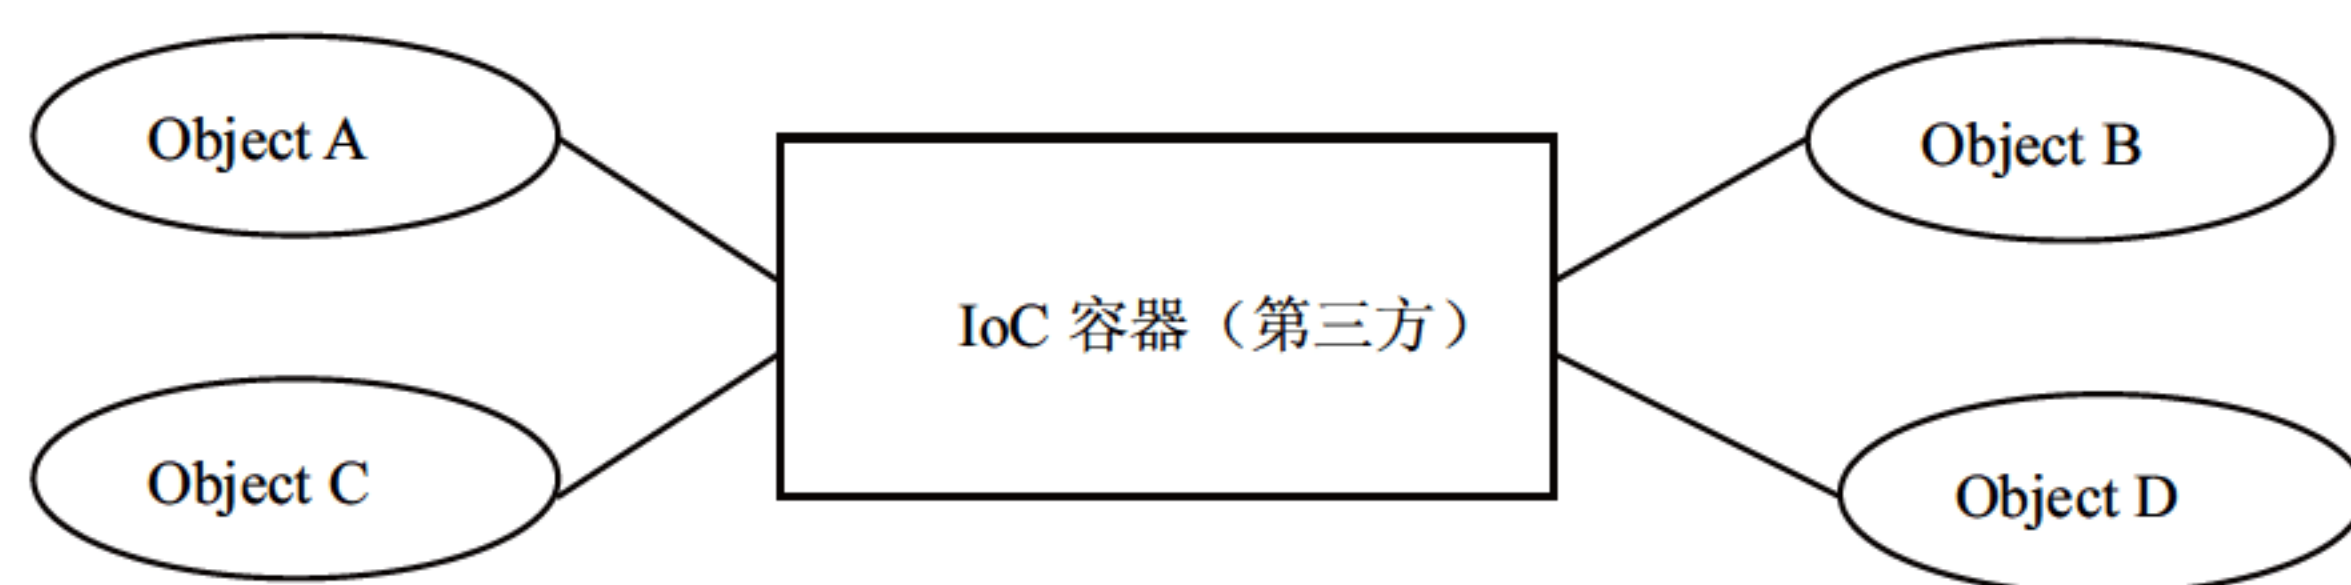 Object A
Object B
IoC 容器（第三方）
Object C
Object D